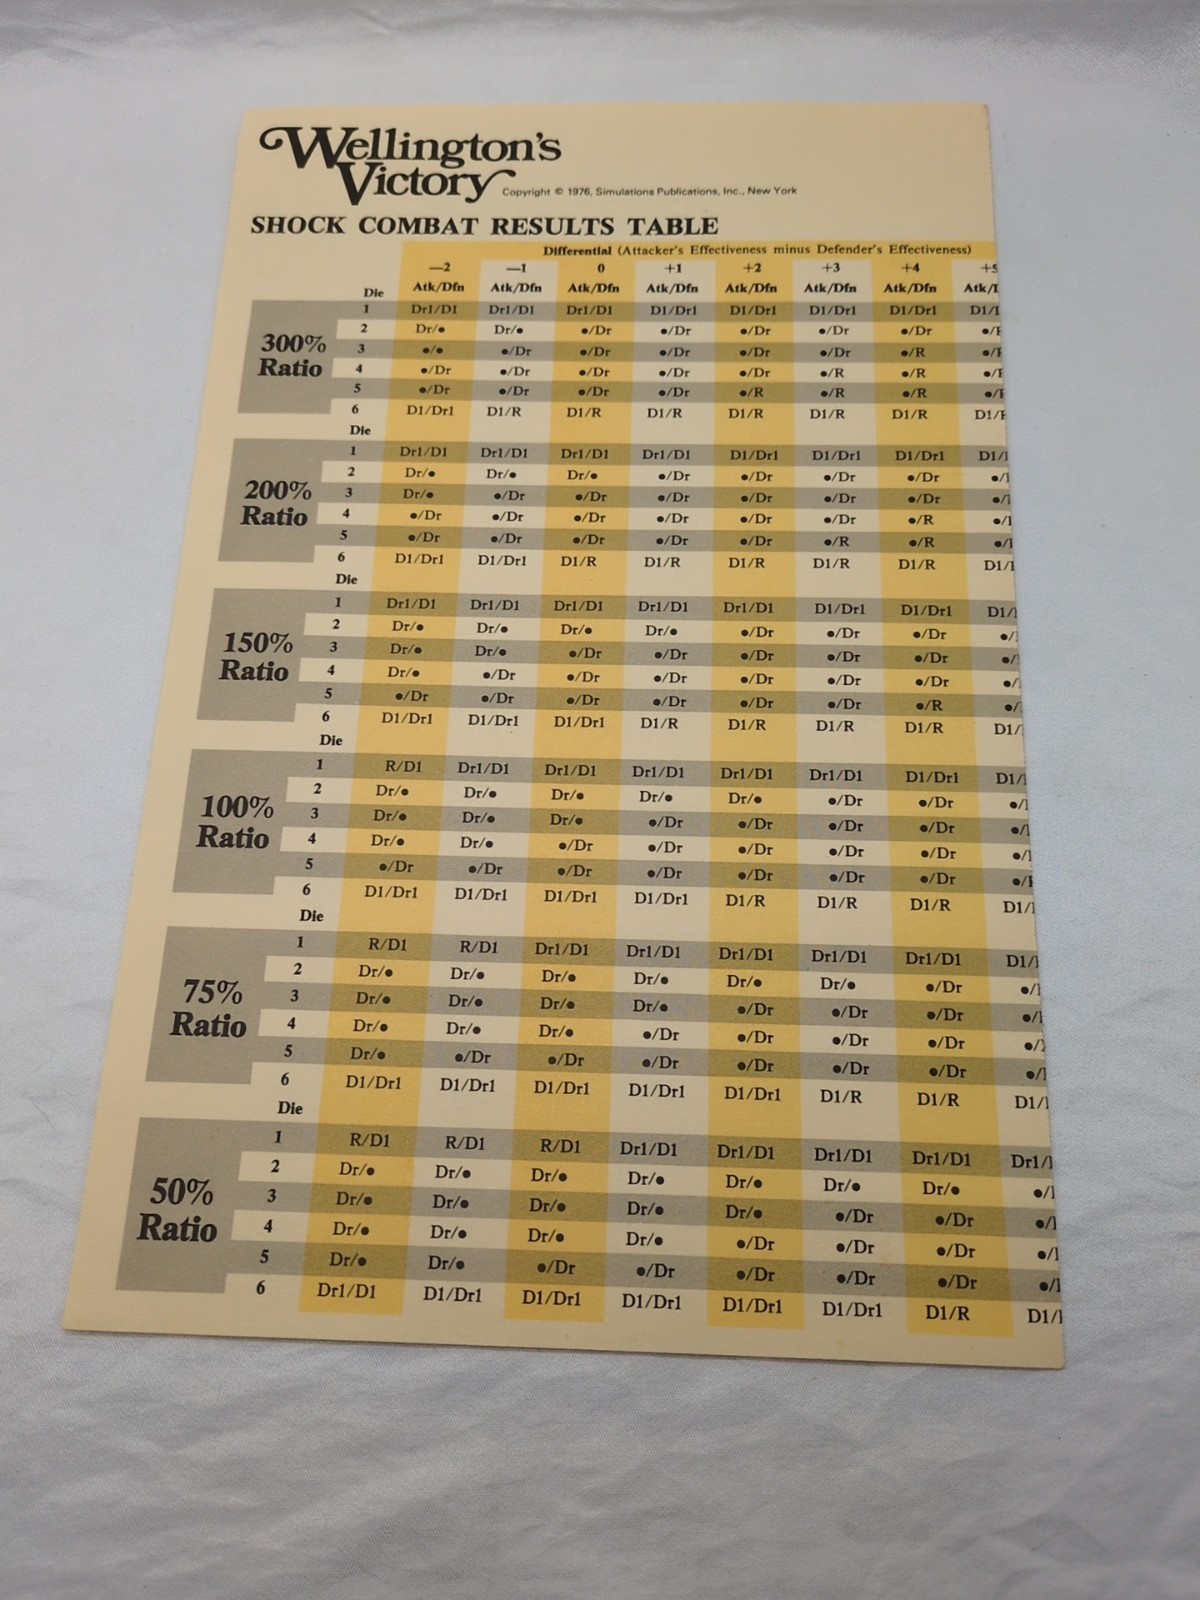 Wellington's
Victory
Copyright © 1976, Simulations Publications, Inc., New York
SHOCK COMBAT RESULTS TABLE
Differential (Attacker's Effectiveness minus Defender's Effectiveness)
—2 —1 0 +1 +2 +3 +4 +5
Die Atk/Dfn Atk/Dfn Atk/Dfn Atk/Dfn Atk/Dfn Atk/Dfn Atk/Dfn
300% Ratio
1 Dr1/D1 Dr1/D1 Dr1/D1 D1/Dr1 D1/Dr1 D1/Dr1 D1/Dr1
2 Dr/● Dr/● ●/Dr ●/Dr ●/Dr ●/Dr ●/Dr
3 ●/● ●/Dr ●/Dr ●/Dr ●/Dr ●/Dr ●/R
4 ●/Dr ●/Dr ●/Dr ●/Dr ●/Dr ●/R ●/R
5 ●/Dr ●/Dr ●/Dr ●/Dr ●/R ●/R ●/R
6 D1/Dr1 D1/R D1/R D1/R D1/R D1/R D1/R
Die
200% Ratio
1 Dr1/D1 Dr1/D1 Dr1/D1 Dr1/D1 D1/Dr1 D1/Dr1 D1/Dr1
2 Dr/● Dr/● Dr/● ●/Dr ●/Dr ●/Dr ●/Dr
3 Dr/● ●/Dr ●/Dr ●/Dr ●/Dr ●/Dr ●/Dr
4 ●/Dr ●/Dr ●/Dr ●/Dr ●/Dr ●/Dr ●/R
5 ●/Dr ●/Dr ●/Dr ●/Dr ●/Dr ●/R ●/R
6 D1/Dr1 D1/Dr1 D1/R D1/R D1/R D1/R D1/R
Die
150% Ratio
1 Dr1/D1 Dr1/D1 Dr1/D1 Dr1/D1 Dr1/D1 D1/Dr1 D1/Dr1
2 Dr/● Dr/● Dr/● Dr/● ●/Dr ●/Dr ●/Dr
3 Dr/● Dr/● ●/Dr ●/Dr ●/Dr ●/Dr ●/Dr
4 Dr/● ●/Dr ●/Dr ●/Dr ●/Dr ●/Dr ●/Dr
5 ●/Dr ●/Dr ●/Dr ●/Dr ●/Dr ●/Dr ●/R
6 D1/Dr1 D1/Dr1 D1/Dr1 D1/R D1/R D1/R D1/R
Die
100% Ratio
1 R/D1 Dr1/D1 Dr1/D1 Dr1/D1 Dr1/D1 Dr1/D1 D1/Dr1
2 Dr/● Dr/● Dr/● Dr/● Dr/● ●/Dr ●/Dr
3 Dr/● Dr/● Dr/● ●/Dr ●/Dr ●/Dr ●/Dr
4 Dr/● Dr/● ●/Dr ●/Dr ●/Dr ●/Dr ●/Dr
5 ●/Dr ●/Dr ●/Dr ●/Dr ●/Dr ●/Dr ●/Dr
6 D1/Dr1 D1/Dr1 D1/Dr1 D1/Dr1 D1/R D1/R D1/R
Die
75% Ratio
1 R/D1 R/D1 Dr1/D1 Dr1/D1 Dr1/D1 Dr1/D1 Dr1/D1
2 Dr/● Dr/● Dr/● Dr/● Dr/● Dr/● ●/Dr
3 Dr/● Dr/● Dr/● Dr/● ●/Dr ●/Dr ●/Dr
4 Dr/● Dr/● Dr/● ●/Dr ●/Dr ●/Dr ●/Dr
5 Dr/● ●/Dr ●/Dr ●/Dr ●/Dr ●/Dr ●/Dr
6 D1/Dr1 D1/Dr1 D1/Dr1 D1/Dr1 D1/Dr1 D1/R D1/R
Die
50% Ratio
1 R/D1 R/D1 R/D1 Dr1/D1 Dr1/D1 Dr1/D1 Dr1/D1
2 Dr/● Dr/● Dr/● Dr/● Dr/● Dr/● Dr/●
3 Dr/● Dr/● Dr/● Dr/● Dr/● ●/Dr ●/Dr
4 Dr/● Dr/● Dr/● Dr/● ●/Dr ●/Dr ●/Dr
5 Dr/● Dr/● ●/Dr ●/Dr ●/Dr ●/Dr ●/Dr
6 Dr1/D1 D1/Dr1 D1/Dr1 D1/Dr1 D1/Dr1 D1/Dr1 D1/R